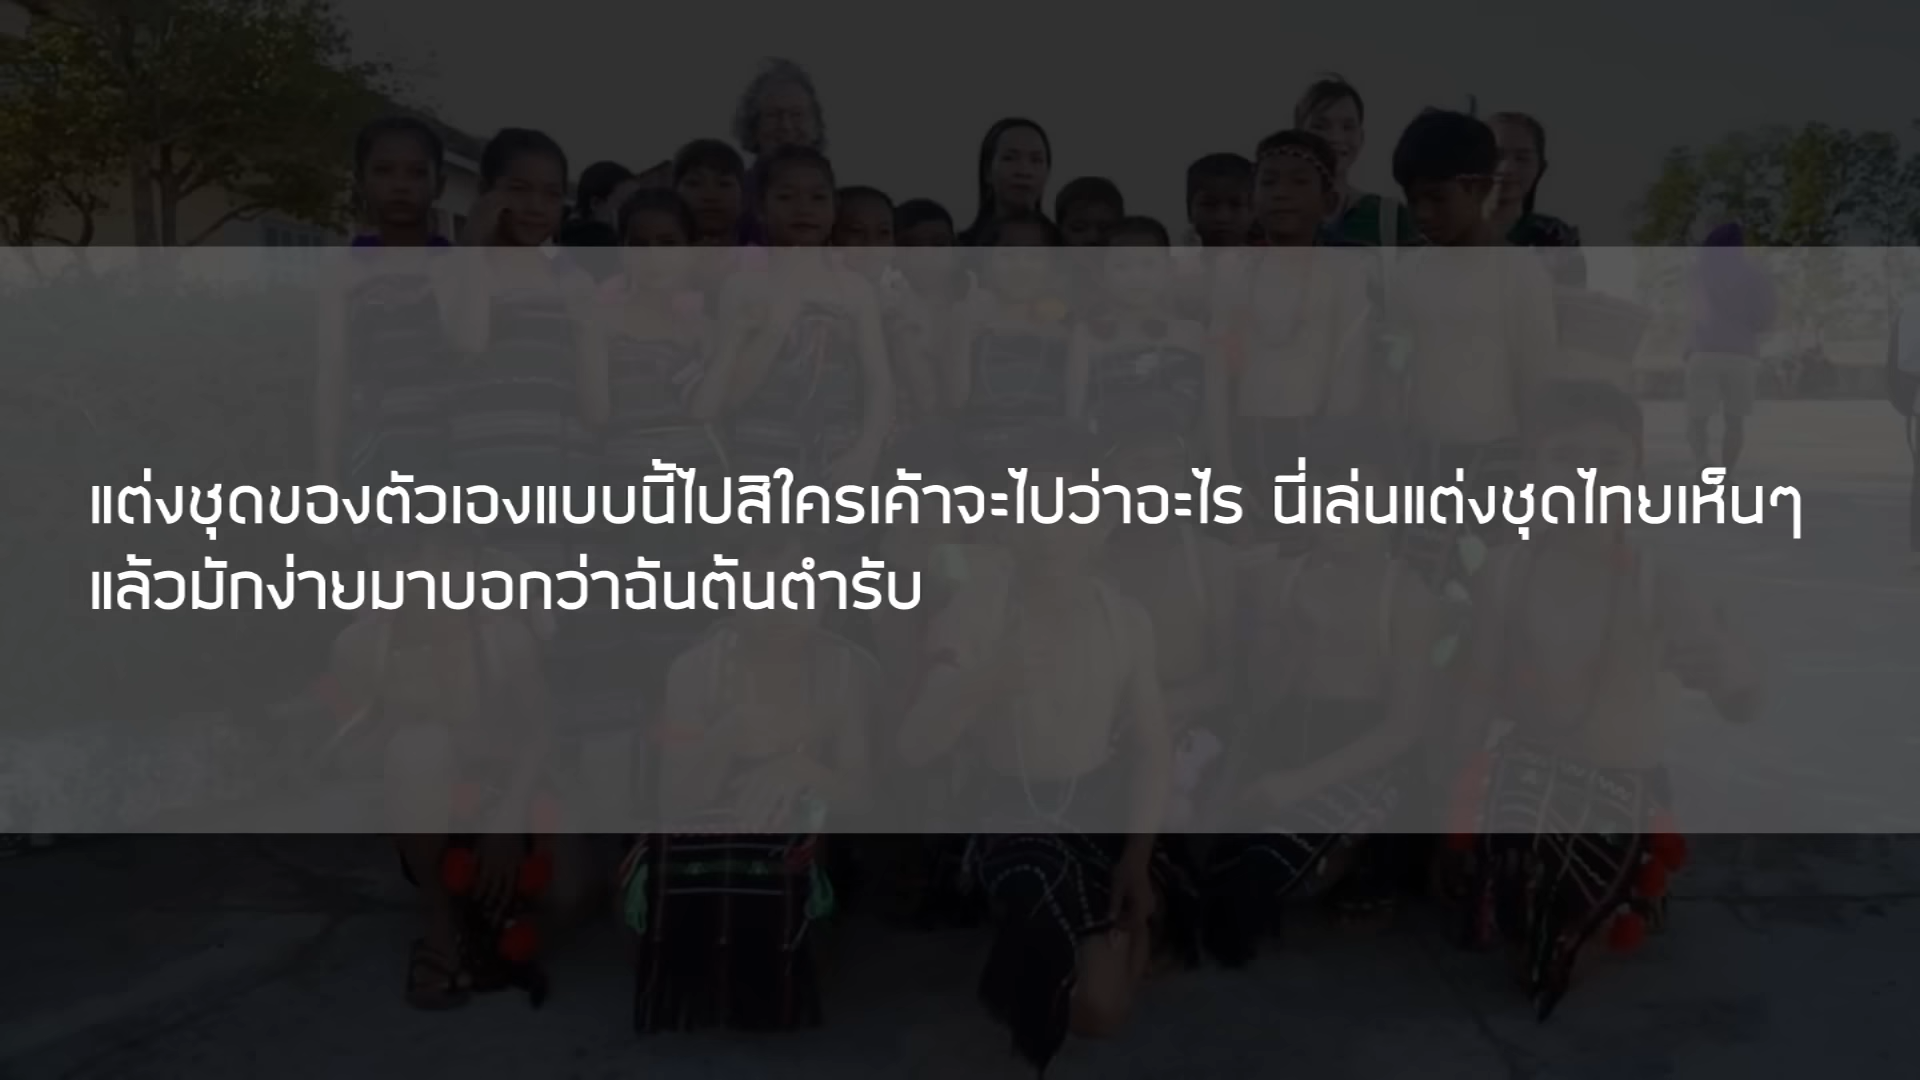 แต่งชุดของตัวเองแบบนี้ไปสิใครเค้าจะไปว่าอะไร นี่เล่นแต่งชุดไทยเห็นๆ
แล้วมักง่ายมาบอกว่าฉันต้นตำรับ